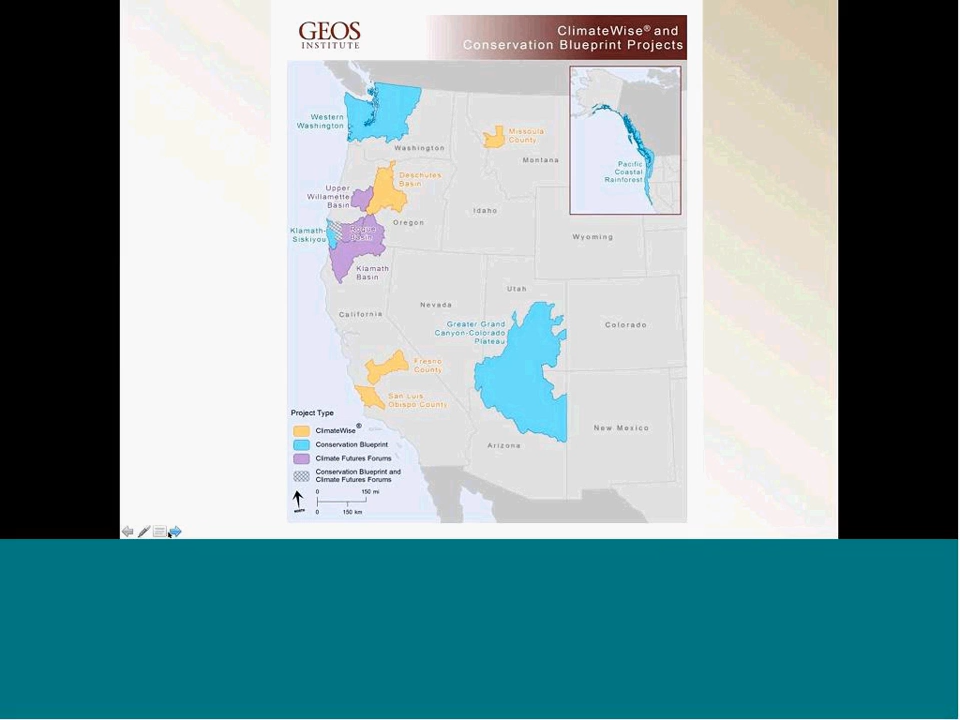 GEOS
INSTITUTE
ClimateWise® and
Conservation Blueprint Projects
Western
Washington
Washington
Missoula
County
Montana
Pacific
Coastal
Rainforest
Deschutes
Basin
Upper
Willamette
Basin
Oregon
Idaho
Wyoming
Klamath-
Siskiyou
Rogue
Basin
Klamath
Basin
Utah
Nevada
California
Greater Grand
Canyon-Colorado
Plateau
Colorado
Fresno
County
San Luis
Obispo County
New Mexico
Arizona
Project Type
ClimateWise®
Conservation Blueprint
Climate Futures Forums
Conservation Blueprint and
Climate Futures Forums
0 150 mi
0 150 km
NORTH